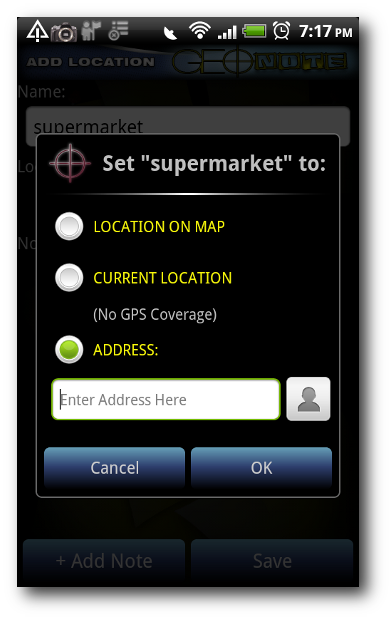 7:17 PM
ADD LOCATION GEONOTE
Name:
supermarket
Lo
No
Set "supermarket" to:
LOCATION ON MAP
CURRENT LOCATION
(No GPS Coverage)
ADDRESS:
Enter Address Here
Cancel OK
+ Add Note Save